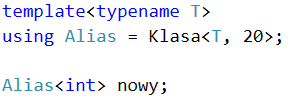 template<typename T>
using Alias = Klasa<T, 20>;
Alias<int> nowy;